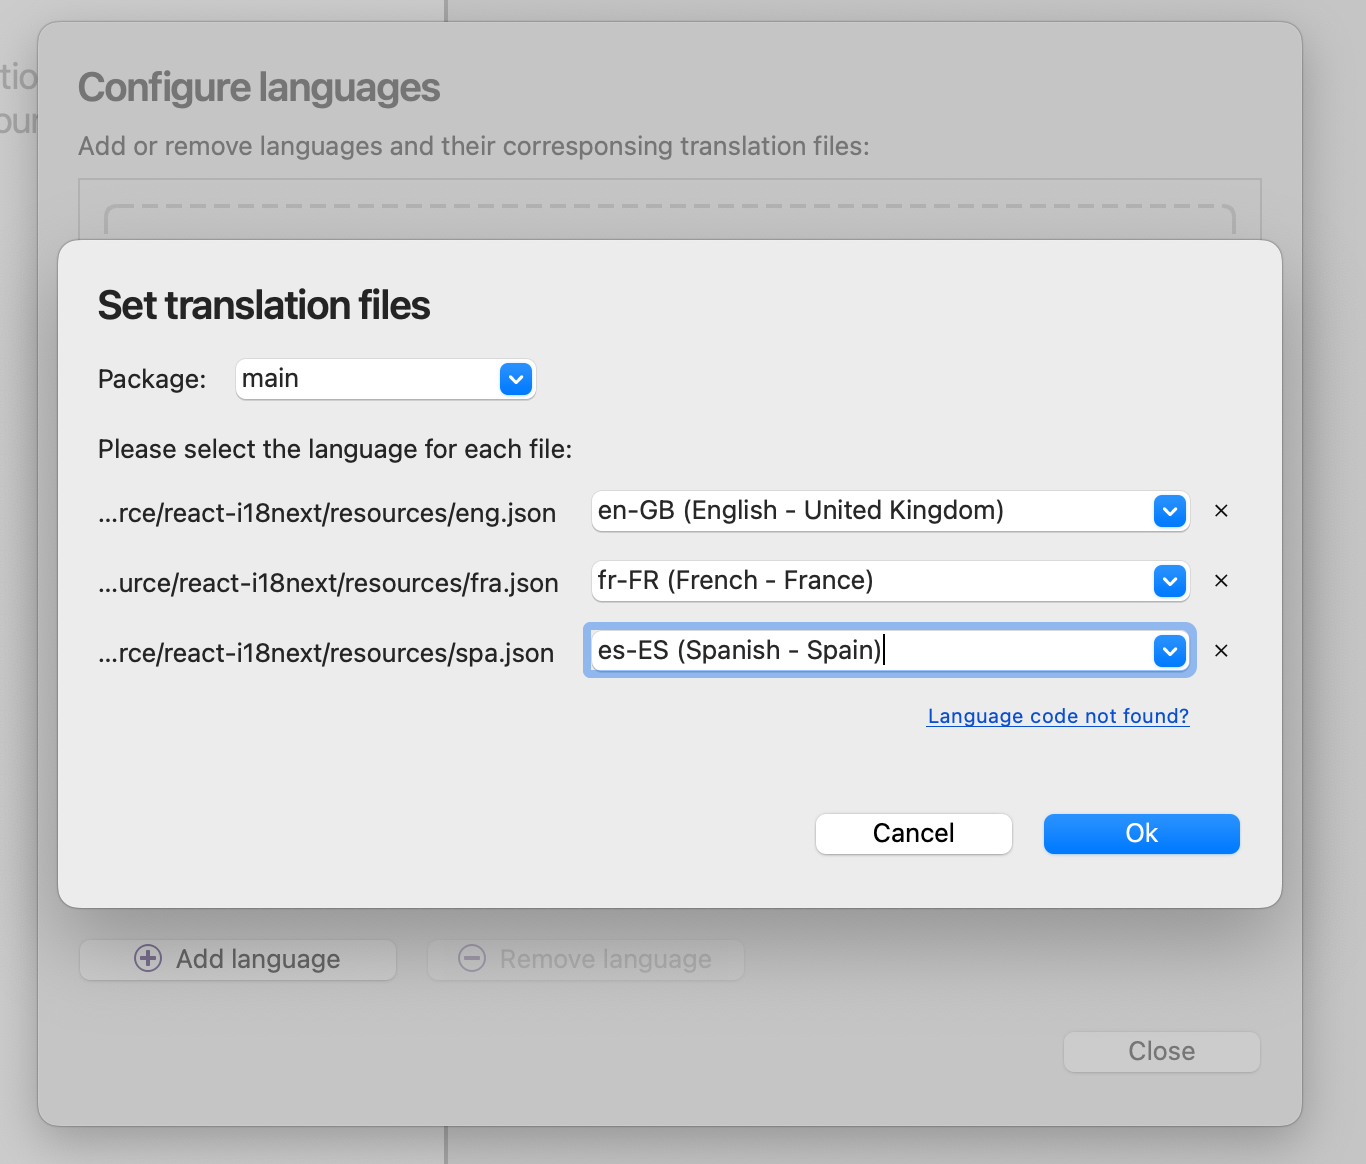 Configure languages
Add or remove languages and their corresponsing translation files:
Set translation files
Package: main
Please select the language for each file:
...rce/react-i18next/resources/eng.json en-GB (English - United Kingdom) ×
...urce/react-i18next/resources/fra.json fr-FR (French - France) ×
...rce/react-i18next/resources/spa.json es-ES (Spanish - Spain) ×
Language code not found?
Cancel Ok
Add language Remove language
Close